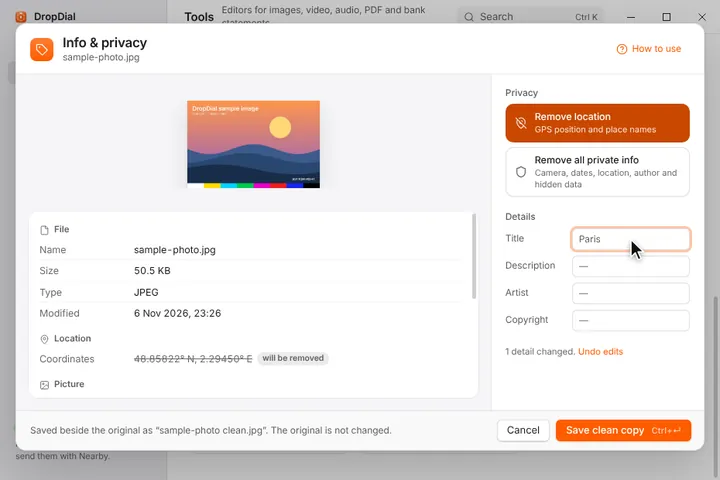 DropDial
Tools
Editors for images, video, audio, PDF and bank
statements
Search
Ctrl K
Info & privacy
sample-photo.jpg
How to use
DropDial sample image
Privacy
Remove location
GPS position and place names
Remove all private info
Camera, dates, location, author and
hidden data
File
Name sample-photo.jpg
Size 50.5 KB
Type JPEG
Modified 6 Nov 2026, 23:26
Location
Coordinates 48.85822° N, 2.29450° E will be removed
Picture
Details
Title Paris
Description —
Artist —
Copyright —
1 detail changed. Undo edits
Saved beside the original as “sample-photo clean.jpg”. The original is not changed.
Cancel
Save clean copy Ctrl+↵
send them with Nearby.